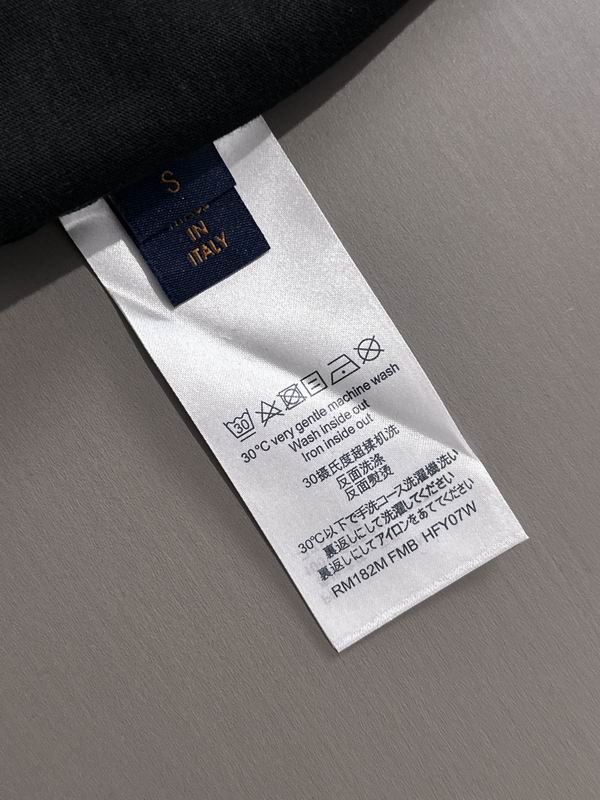 S
IN
ITALY
30
30°C very gentle machine wash
Wash inside out
Iron inside out
30摄氏度超揉机洗
反面洗涤
反面熨烫
30℃以下で手洗コース洗濯機洗い
裏返しにして洗濯してください
裏返しにしてアイロンをあててください
RM182M FMB HFY07W